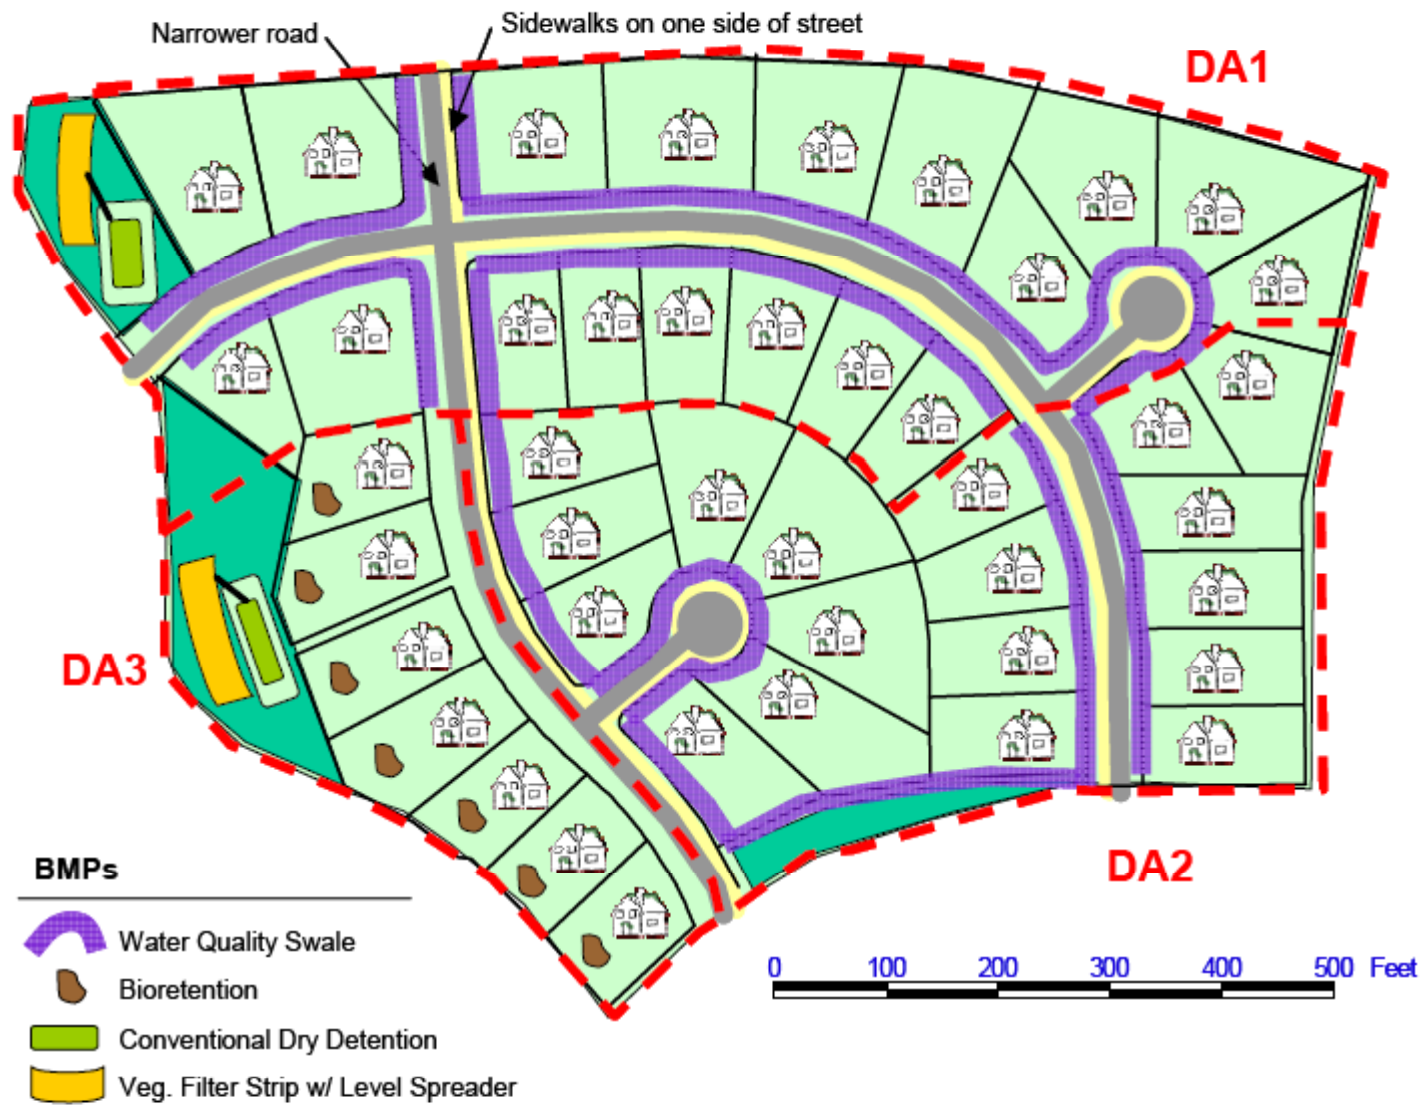 Narrower road
Sidewalks on one side of street
DA1
DA3
DA2
BMPs
Water Quality Swale
Bioretention
Conventional Dry Detention
Veg. Filter Strip w/ Level Spreader
0 100 200 300 400 500 Feet